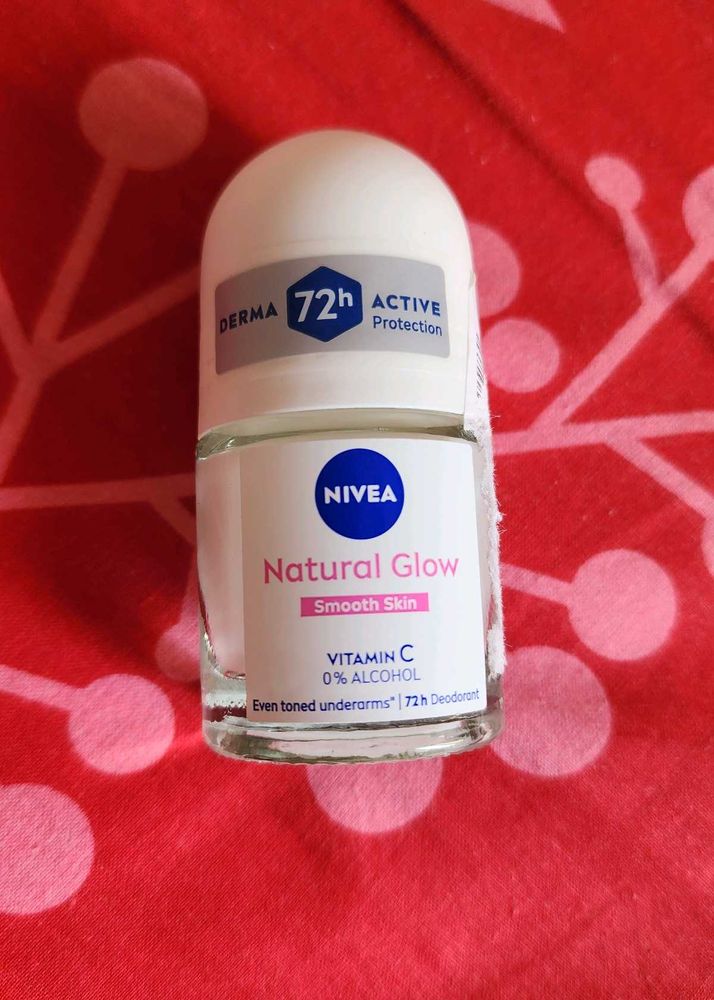 DERMA 72h ACTIVE
Protection
NIVEA
Natural Glow
Smooth Skin
VITAMIN C
0% ALCOHOL
Even toned underarms* | 72h Deodorant